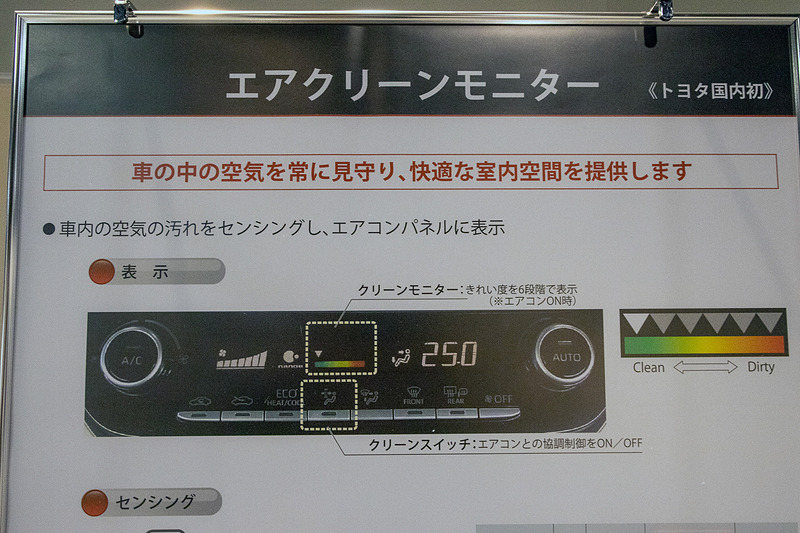 エアクリーンモニター 《トヨタ国内初》
車の中の空気を常に見守り、快適な室内空間を提供します
●車内の空気の汚れをセンシングし、エアコンパネルに表示
表 示
クリーンモニター：きれい度を6段階で表示
（※エアコンON時）
A/C
25.0
AUTO
Clean
Dirty
ECO
HEAT/COOL
FRONT
REAR
OFF
クリーンスイッチ：エアコンとの協調制御をON／OFF
センシング